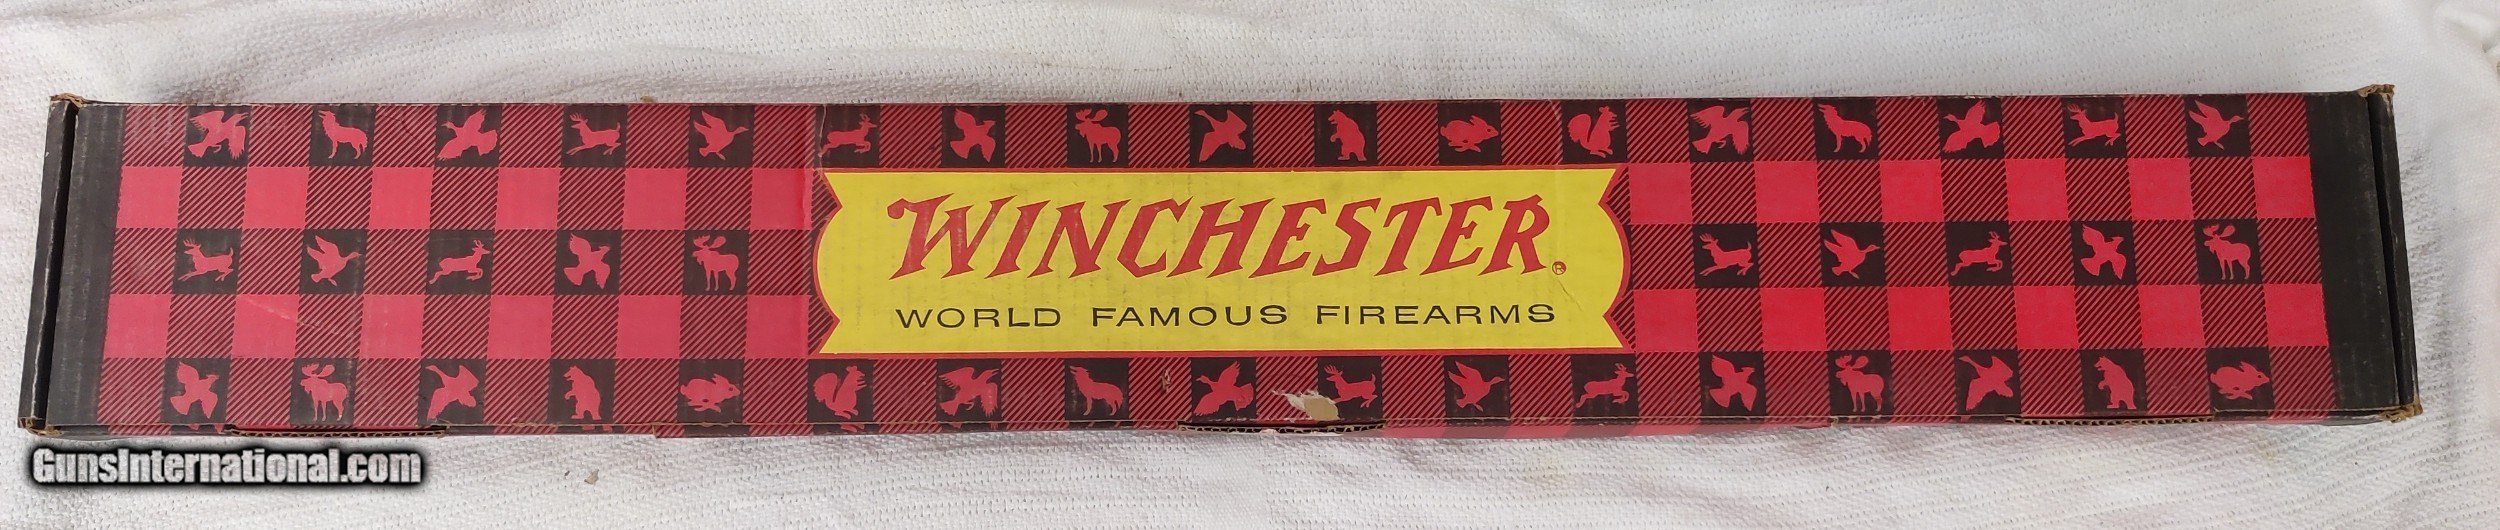 WINCHESTER®
WORLD FAMOUS FIREARMS
GunsInternational.com